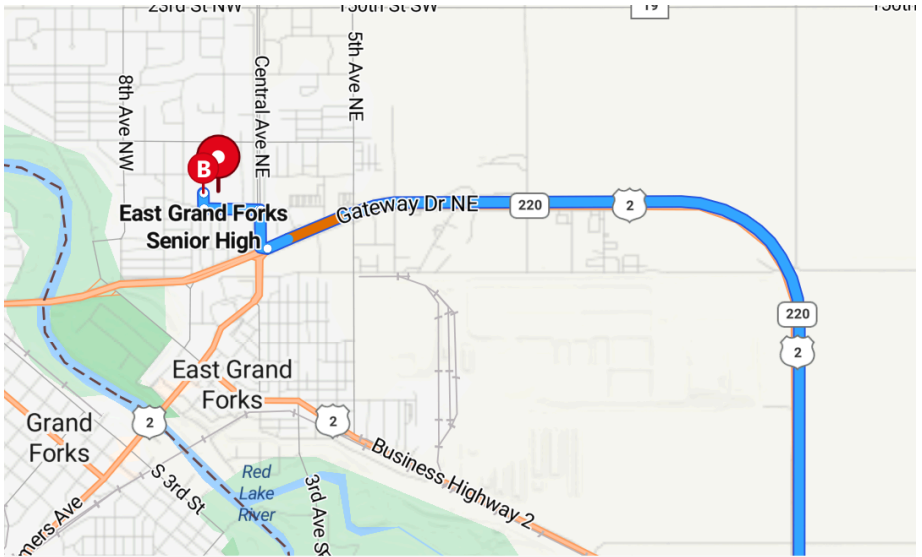 23rd St NW
150th St SW
19
5th Ave NE
Central Ave NE
8th Ave NW
B
East Grand Forks
Senior High
Gateway Dr NE
220
2
220
2
East Grand
Forks
2
2
Grand
Forks
Business Highway 2
S 3rd St
Red
Lake
River
3rd Ave S
mers Ave